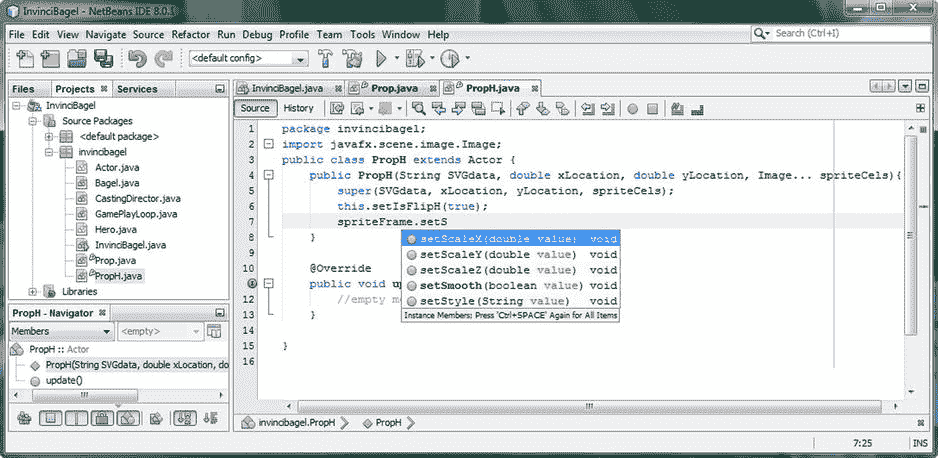 InvinciBagel - NetBeans IDE 8.0.1
File Edit View Navigate Source Refactor Run Debug Profile Team Tools Window Help
Search (Ctrl+I)
<default config>
Files Projects Services
InvinciBagel
Source Packages
<default package>
invincibagel
Actor.java
Bagel.java
CastingDirector.java
GamePlayLoop.java
Hero.java
InvinciBagel.java
Prop.java
PropH.java
Libraries
PropH - Navigator
Members <empty>
PropH :: Actor
PropH(String SVGdata, double xLocation, do
update()
InvinciBagel.java Prop.java PropH.java
Source History
1 package invincibagel;
2 import javafx.scene.image.Image;
3 public class PropH extends Actor {
4 public PropH(String SVGdata, double xLocation, double yLocation, Image... spriteCels){
5 super(SVGdata, xLocation, yLocation, spriteCels);
6 this.setIsFlipH(true);
7 spriteFrame.setS
8 }
setScaleX(double value) void
setScaleY(double value) void
setScaleZ(double value) void
setSmooth(boolean value) void
setStyle(String value) void
Instance Members; Press 'Ctrl+SPACE' Again for All Items
9
10 @Override
public void up
12 //empty me
13 }
14
15 }
16
invincibagel.PropH PropH
7:25 INS